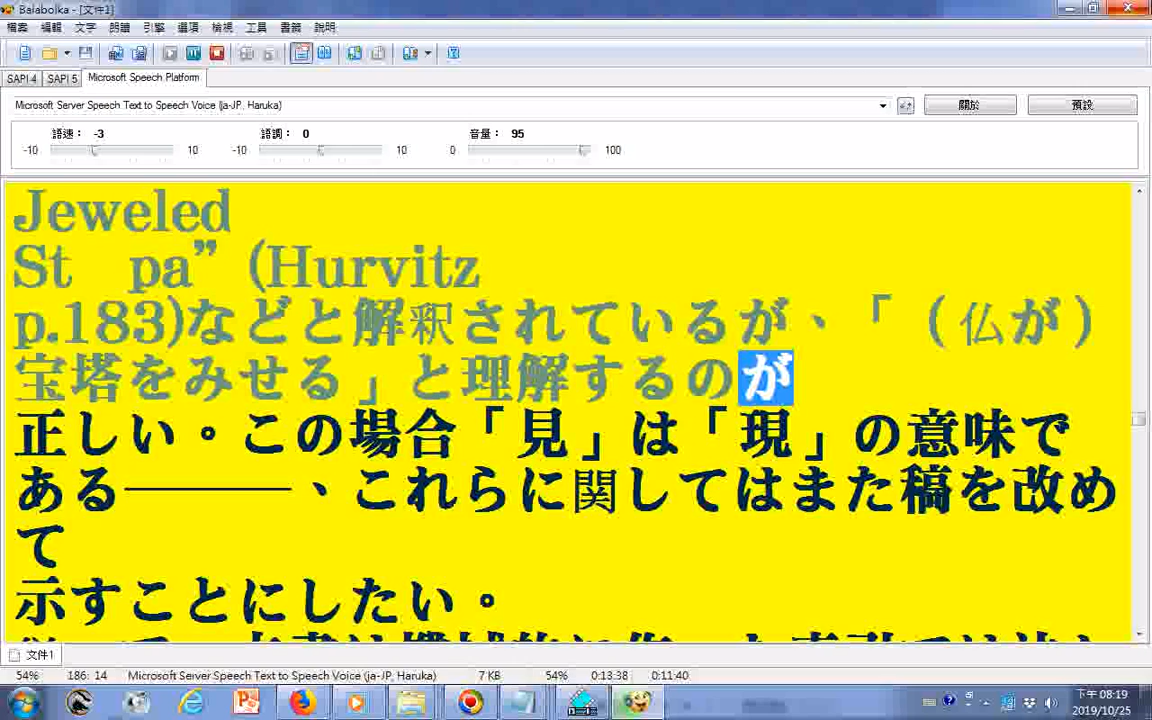 Balabolka - [文件1]
檔案 編輯 文字 朗讀 引擎 選項 檢視 工具 書籤 說明
SAPI 4 SAPI 5 Microsoft Speech Platform
Microsoft Server Speech Text to Speech Voice (ja-JP, Haruka) 關於 預設
語速： -3 語調： 0 音量： 95
-10 10 -10 10 0 100
Jeweled
St pa” (Hurvitz
p.183)などと解釈されているが、「（仏が）
宝塔をみせる」と理解するのが
正しい。この場合「見」は「現」の意味で
ある———、これらに関してはまた稿を改め
て
示すことにしたい。
文件1
54% 186: 14 Microsoft Server Speech Text to Speech Voice (ja-JP, Haruka) 7 KB 54% 0:13:38 0:11:40
下午 08:19
2019/10/25